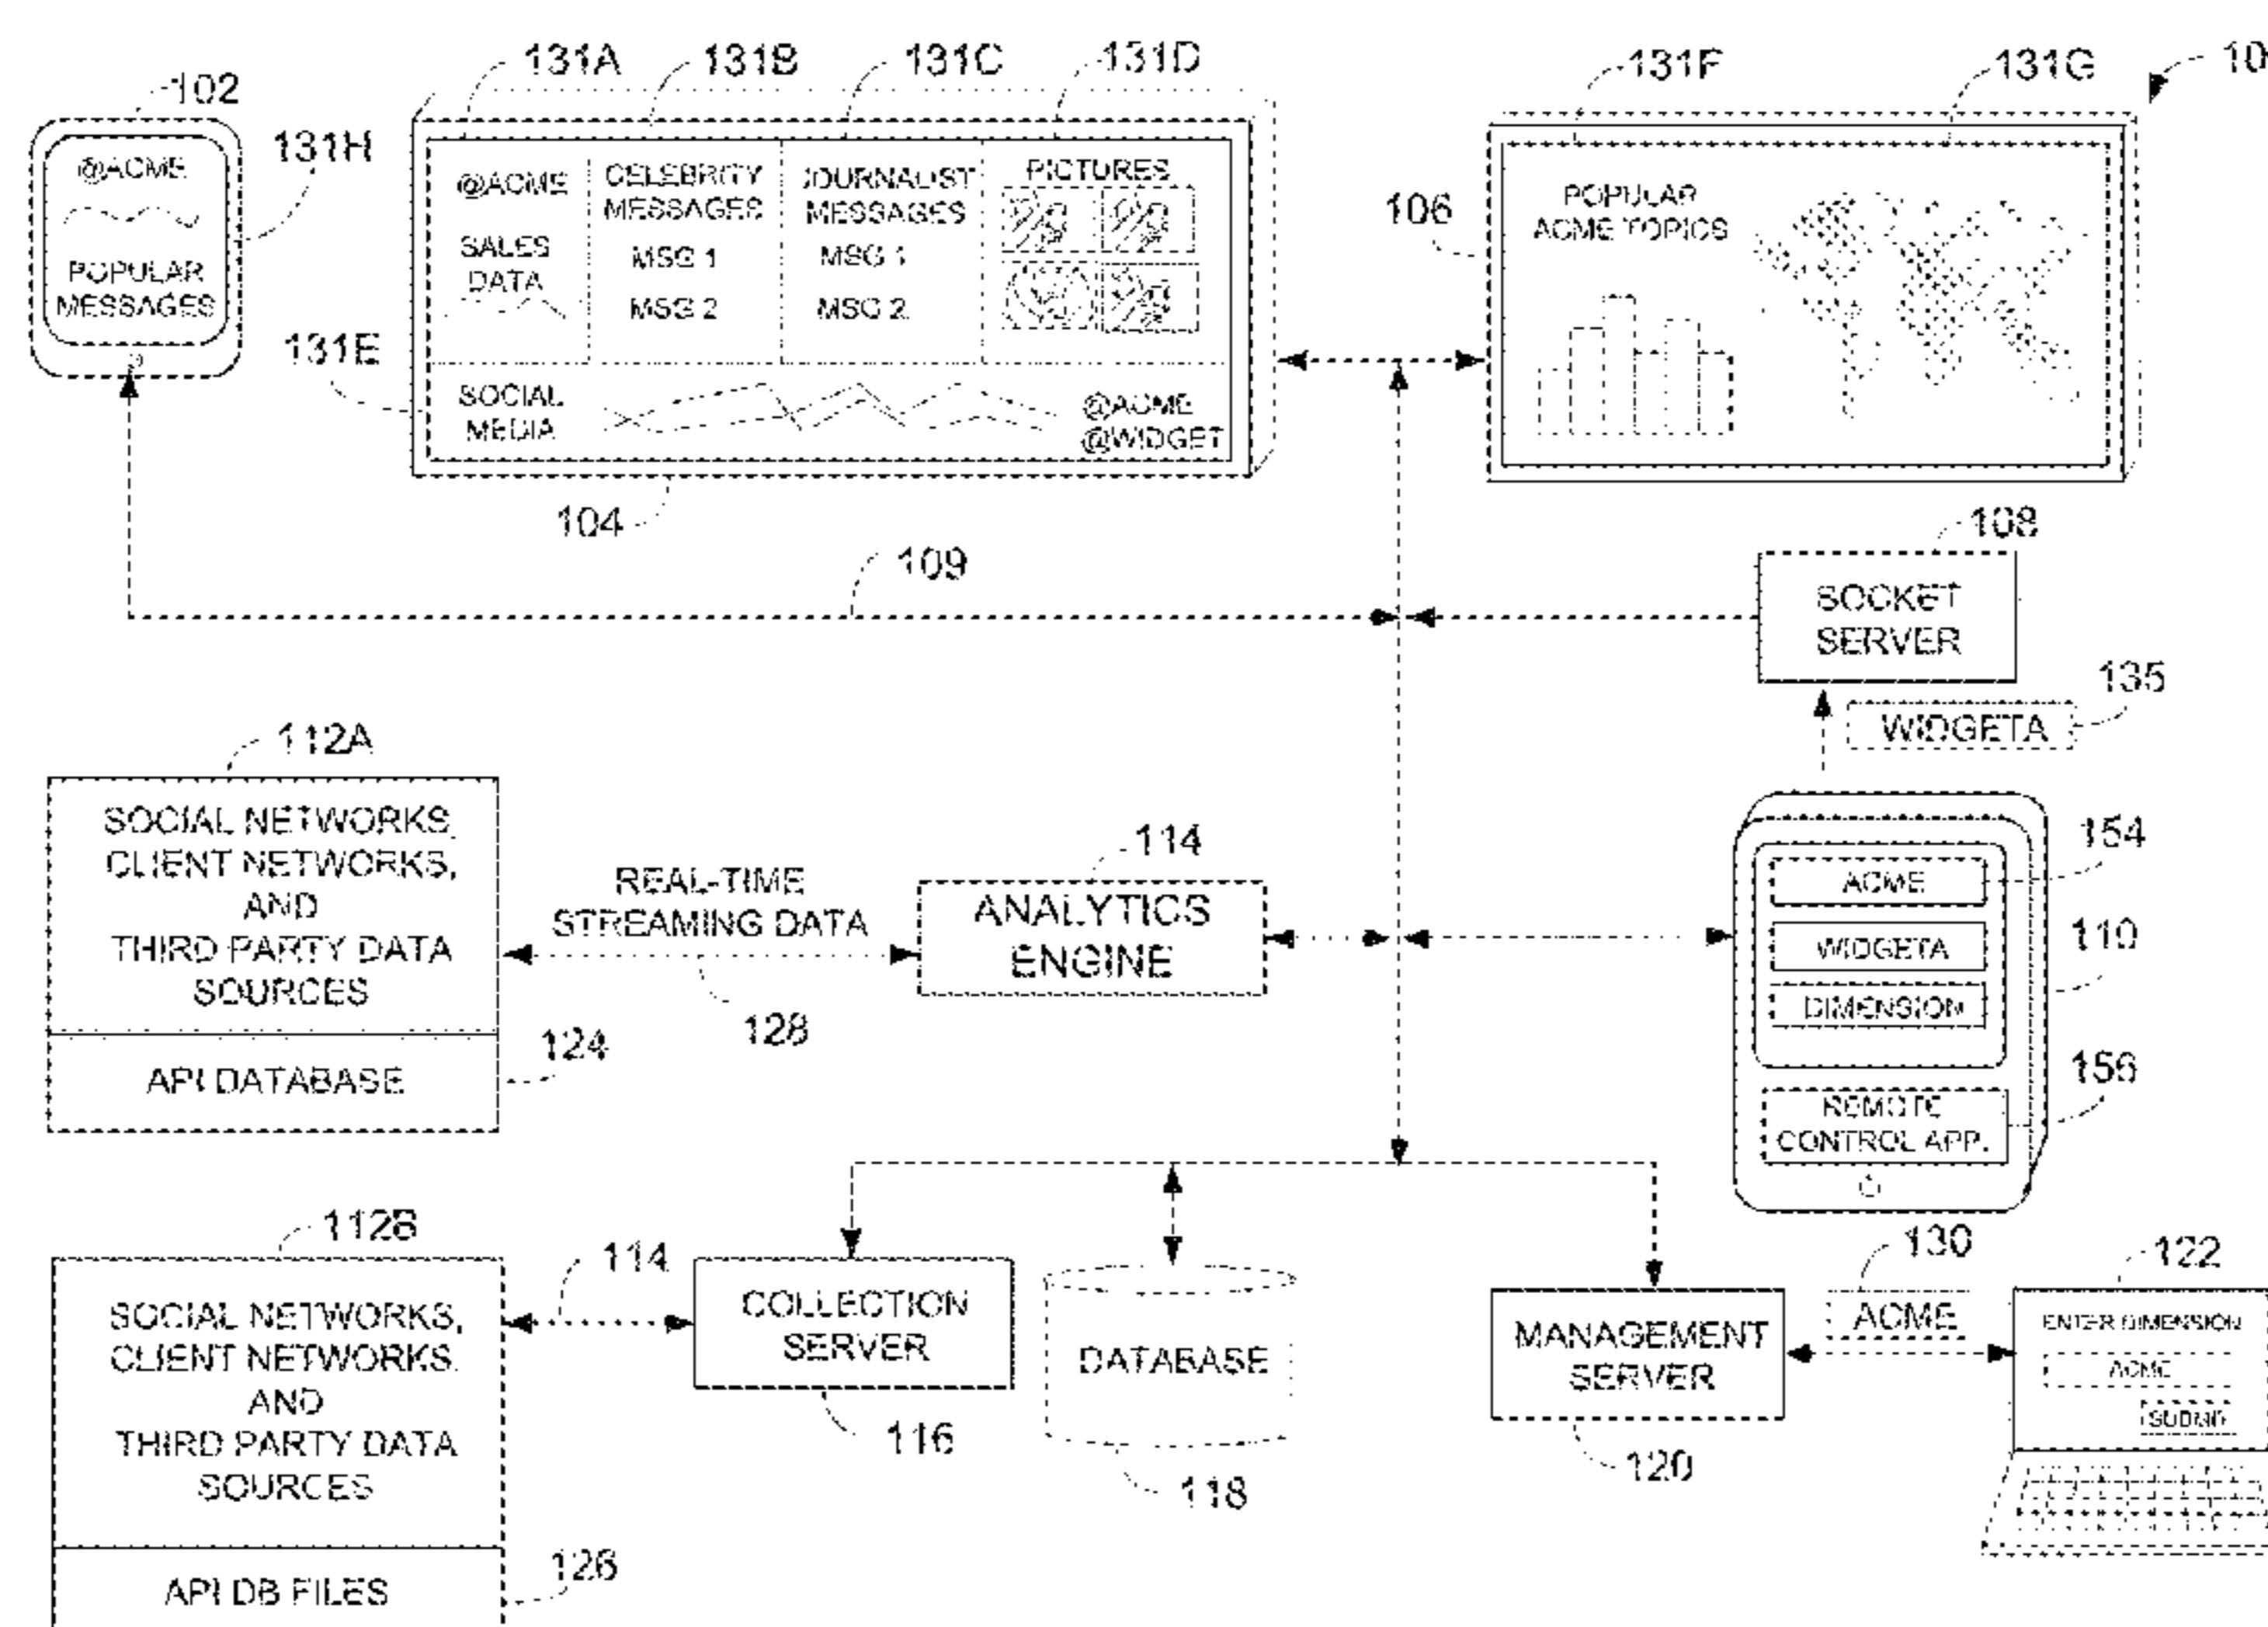 131A
131B
131C
131D
131F
131G
10
102
131H
@ACME
POPULAR
MESSAGES
@ACME
SALES
DATA
CELEBRITY
MESSAGES
MSG 1
MSG 2
JOURNALIST
MESSAGES
MSG 1
MSG 2
PICTURES
131E
SOCIAL
MEDIA
@ACME
@WIDGET
104
106
POPULAR
ACME TOPICS
109
108
SOCKET
SERVER
135
WIDGETA
112A
SOCIAL NETWORKS
CLIENT NETWORKS,
AND
THIRD PARTY DATA
SOURCES
API DATABASE
124
REAL-TIME
STREAMING DATA
128
114
ANALYTICS
ENGINE
154
ACME
WIDGETA
DIMENSION
110
156
REMOTE
CONTROL APP.
112B
SOCIAL NETWORKS,
CLIENT NETWORKS,
AND
THIRD PARTY DATA
SOURCES
API DB FILES
126
114
COLLECTION
SERVER
116
DATABASE
118
MANAGEMENT
SERVER
120
130
ACME
122
ENTER DIMENSION
ACME
SUBMIT